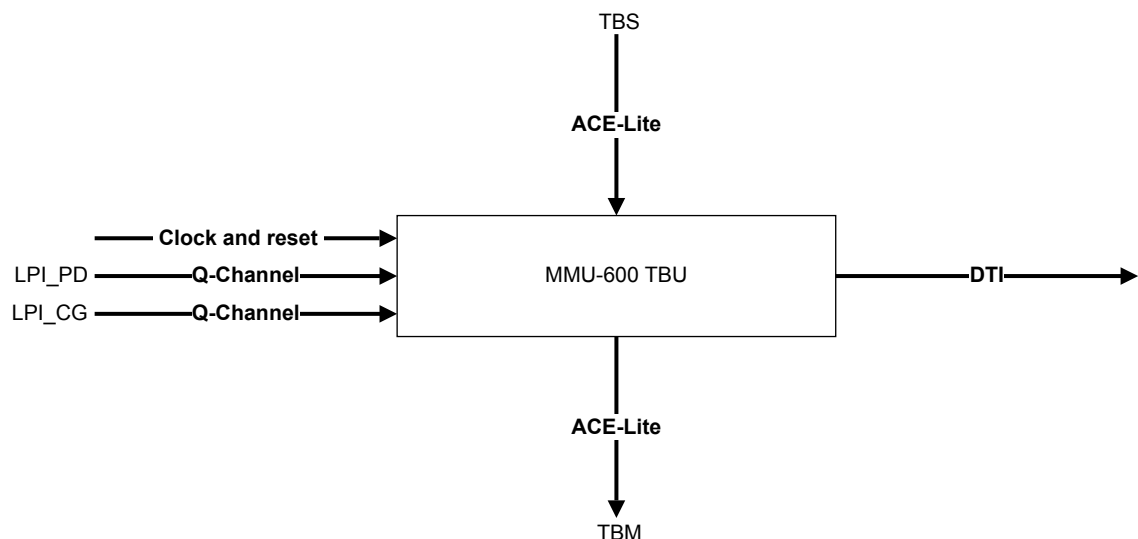 TBS
ACE-Lite
Clock and reset
LPI_PD Q-Channel MMU-600 TBU DTI
LPI_CG Q-Channel
ACE-Lite
TBM